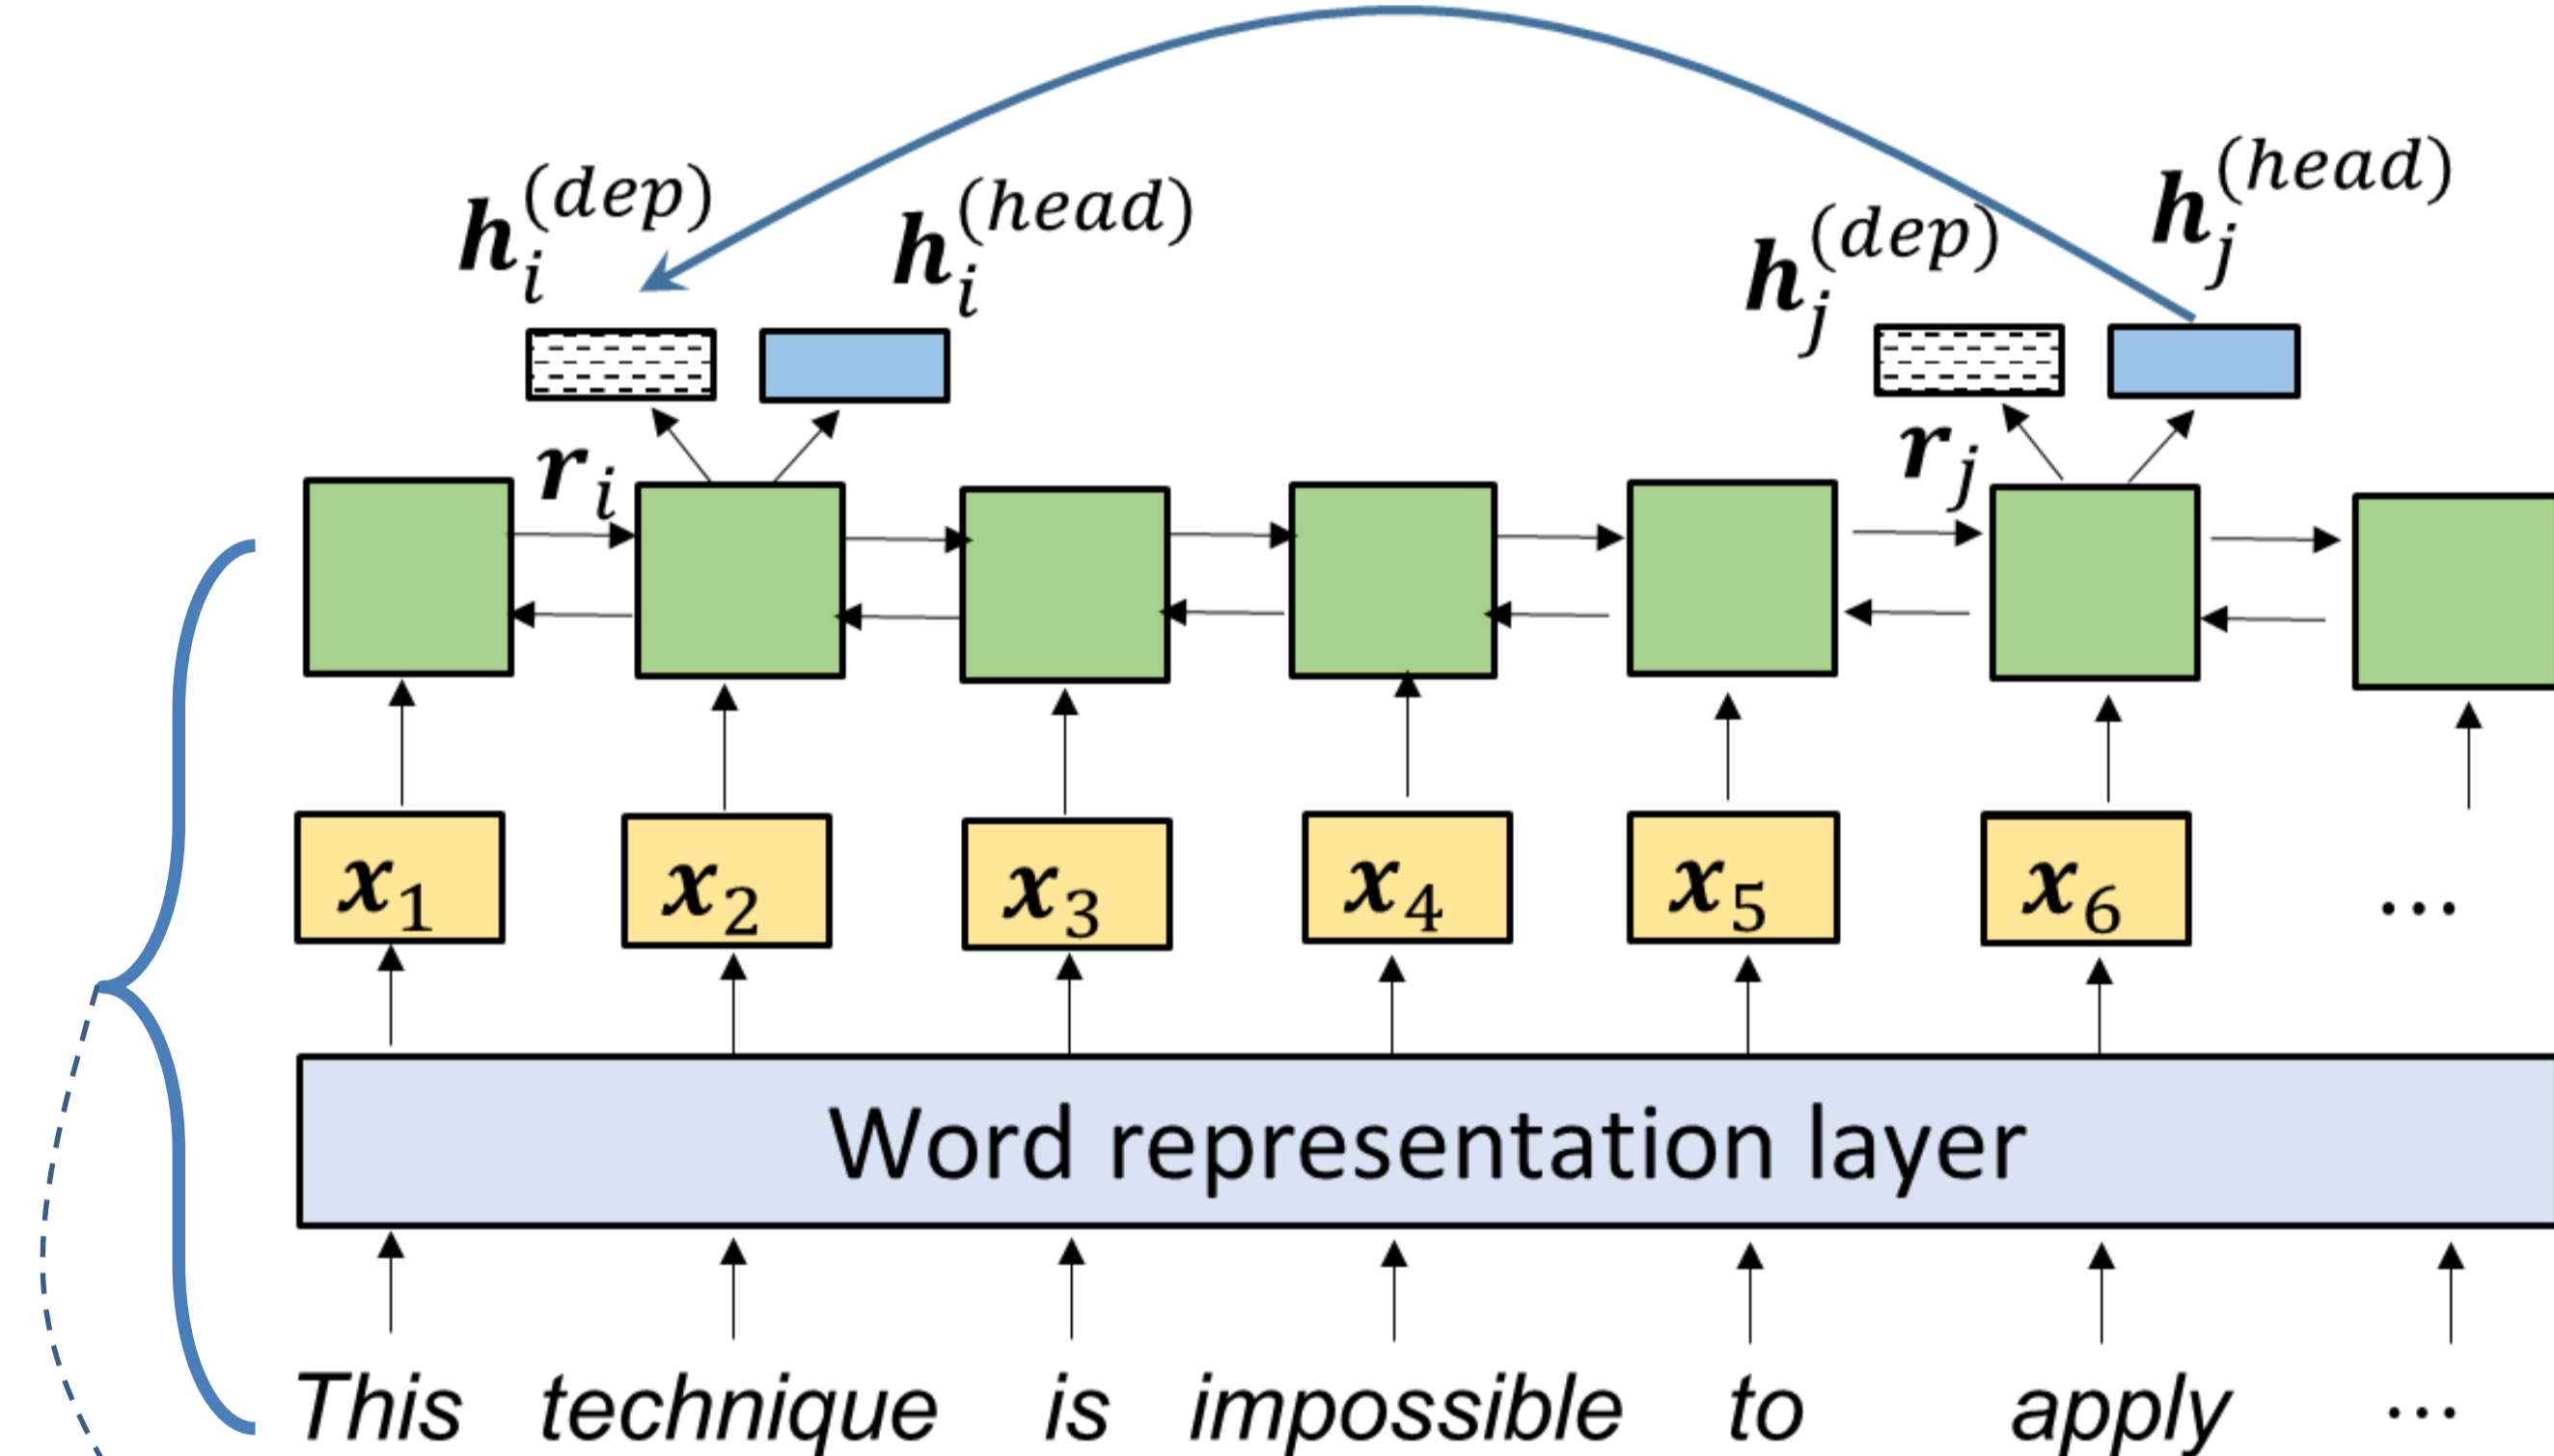 h_i^(dep) h_i^(head) h_j^(dep) h_j^(head)
r_i r_j
x_1 x_2 x_3 x_4 x_5 x_6 ...
Word representation layer
This technique is impossible to apply ...